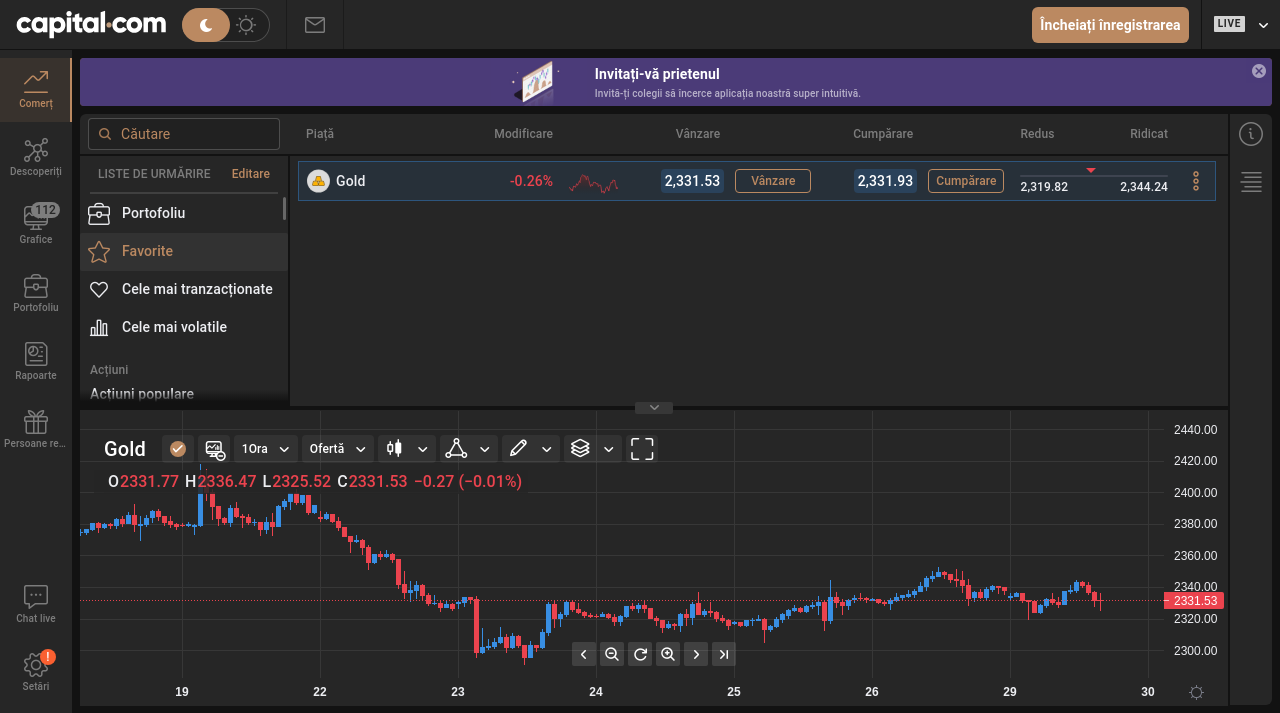 capital.com
Încheiați înregistrarea
LIVE
Comerț
Descoperiți
112
Grafice
Portofoliu
Rapoarte
Persoane re...
Chat live
!
Setări
Invitați-vă prietenul
Invită-ți colegii să încerce aplicația noastră super intuitivă.
Căutare
Piață Modificare Vânzare Cumpărare Redus Ridicat
LISTE DE URMĂRIRE Editare
Portofoliu
Favorite
Cele mai tranzacționate
Cele mai volatile
Acțiuni
Acțiuni populare
Gold -0.26% 2,331.53 Vânzare 2,331.93 Cumpărare 2,319.82 2,344.24
Gold 1Ora Ofertă
O2331.77 H2336.47 L2325.52 C2331.53 −0.27 (−0.01%)
2440.00
2420.00
2400.00
2380.00
2360.00
2340.00
2331.53
2320.00
2300.00
19 22 23 24 25 26 29 30